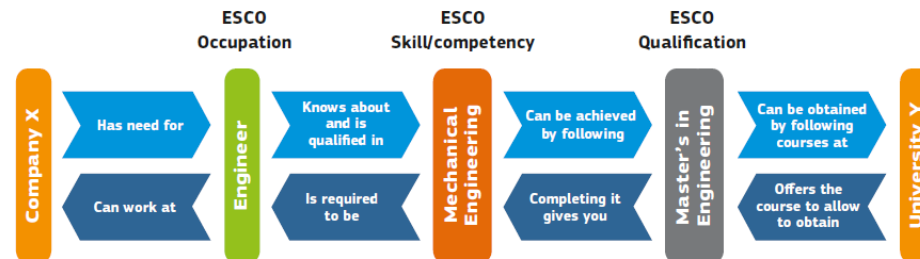 ESCO
Occupation
ESCO
Skill/competency
ESCO
Qualification
Company X
Has need for
Can work at
Engineer
Knows about
and is
qualified in
Is required
to be
Mechanical
Engineering
Can be achieved
by following
Completing it
gives you
Master's in
Engineering
Can be obtained
by following
courses at
Offers the
course to allow
to obtain
University Y